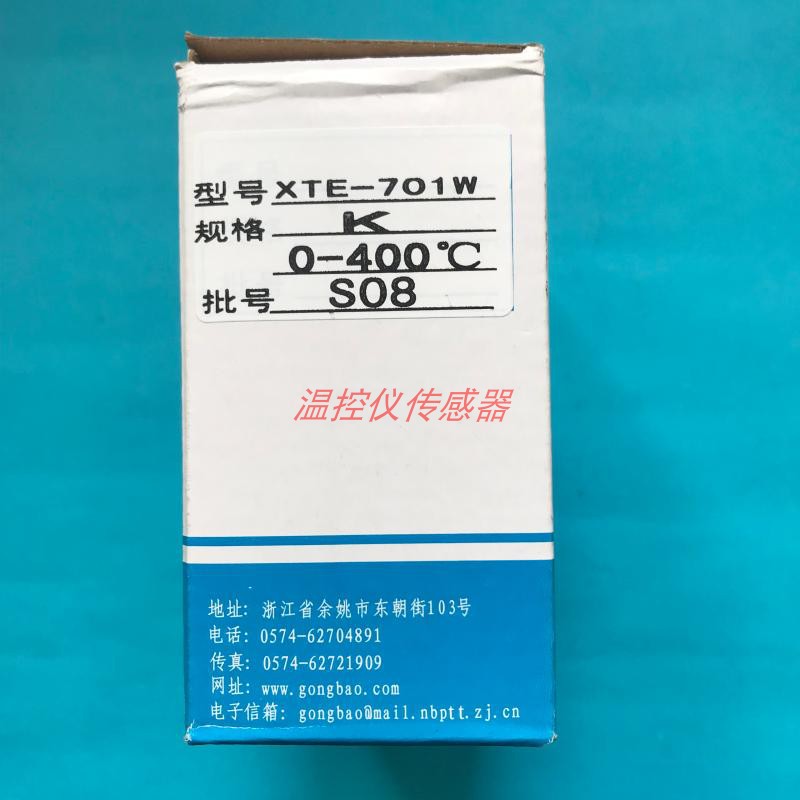 型号 XTE-701W
规格 K
0-400℃
批号 S08
温控仪传感器
地址: 浙江省余姚市东朝街103号
电话: 0574-62704891
传真: 0574-62721909
网址: www.gongbao.com
电子信箱: gongbao@mail.nbptt.zj.cn